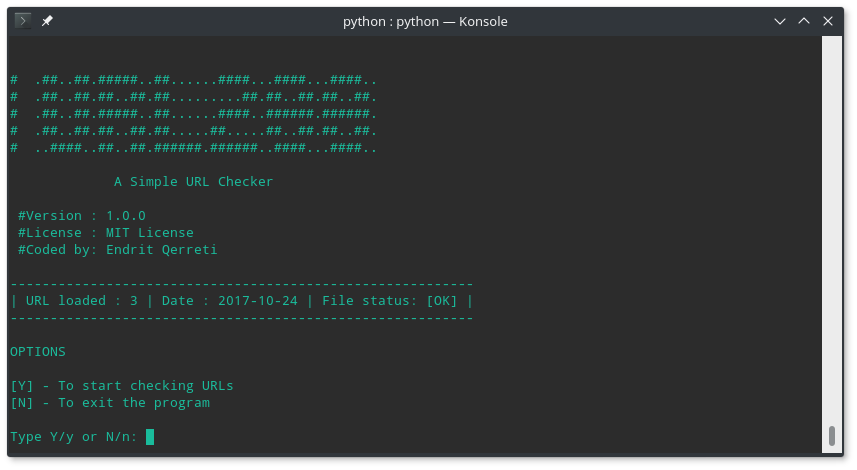 python : python — Konsole
#  .##..##.#####..##......####...####...####..
#  .##..##.##..##.##.........##.##..##.##..##.
#  .##..##.#####..##......####..######.######.
#  .##..##.##..##.##.....##.....##..##.##..##.
#  ..####..##..##.######.######..####...####..
A Simple URL Checker
#Version : 1.0.0
#License : MIT License
#Coded by: Endrit Qerreti
----------------------------------------------------------
| URL loaded : 3 | Date : 2017-10-24 | File status: [OK] |
----------------------------------------------------------
OPTIONS
[Y] - To start checking URLs
[N] - To exit the program
Type Y/y or N/n: